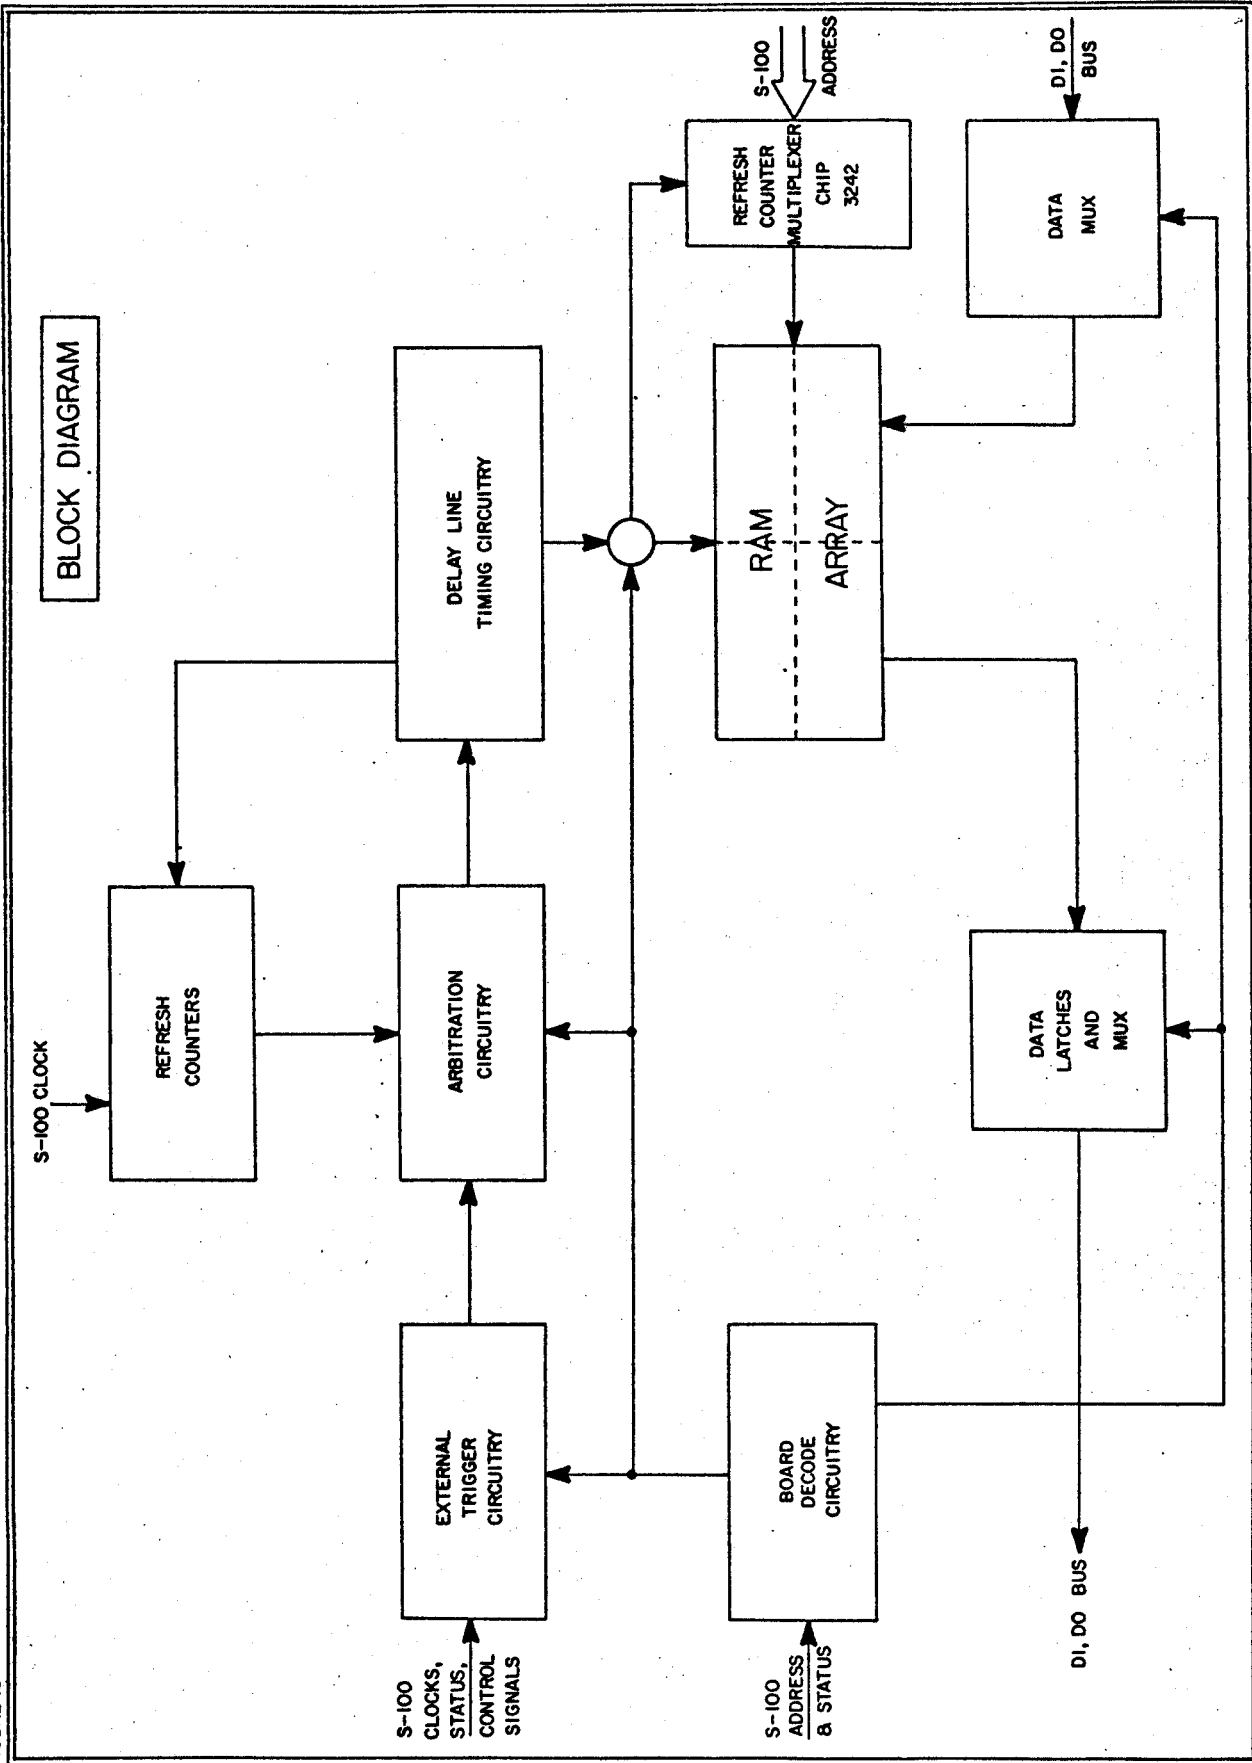 BLOCK DIAGRAM
S-100 CLOCK
REFRESH
COUNTERS
S-100
CLOCKS,
STATUS,
CONTROL
SIGNALS
EXTERNAL
TRIGGER
CIRCUITRY
ARBITRATION
CIRCUITRY
DELAY LINE
TIMING CIRCUITRY
S-100
ADDRESS
& STATUS
BOARD
DECODE
CIRCUITRY
RAM
ARRAY
REFRESH
COUNTER
MULTIPLEXER
CHIP
3242
S-100
ADDRESS
DI, DO BUS
DATA
LATCHES
AND
MUX
DATA
MUX
DI, DO
BUS